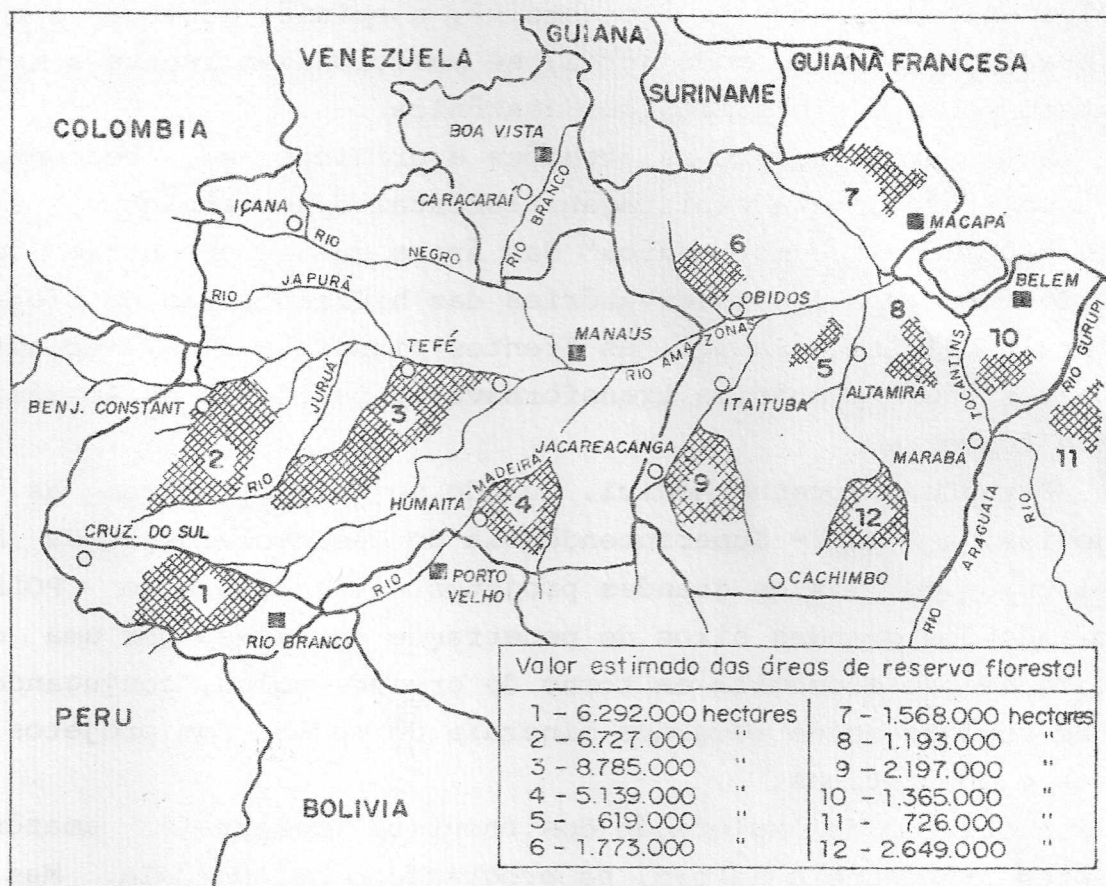 GUIANA
VENEZUELA
GUIANA FRANCESA
SURINAME
COLOMBIA
BOA VISTA
CARACARAÍ
RIO BRANCO
IÇANA
RIO NEGRO
7
MACAPÁ
6
RIO JAPURÁ
RIO
BELEM
OBIDOS
MANAUS
RIO AMAZONAS
TEFÉ
8
10
TOCANTINS
RIO GURUPI
5
ALTAMIRA
ITAITUBA
BENJ. CONSTANT
JURUA
RIO
3
2
JACAREACANGA
MARABÁ
11
9
MADEIRA
HUMAITÁ
4
12
CRUZ. DO SUL
RIO
PORTO
VELHO
CACHIMBO
RIO ARAGUAIA
RIO
1
RIO BRANCO
PERU
BOLIVIA
Valor estimado das áreas de reserva florestal
1 - 6.292.000 hectares
2 - 6.727.000 "
3 - 8.785.000 "
4 - 5.139.000 "
5 - 619.000 "
6 - 1.773.000 "
7 - 1.568.000 hectares
8 - 1.193.000 "
9 - 2.197.000 "
10 - 1.365.000 "
11 - 726.000 "
12 - 2.649.000 "